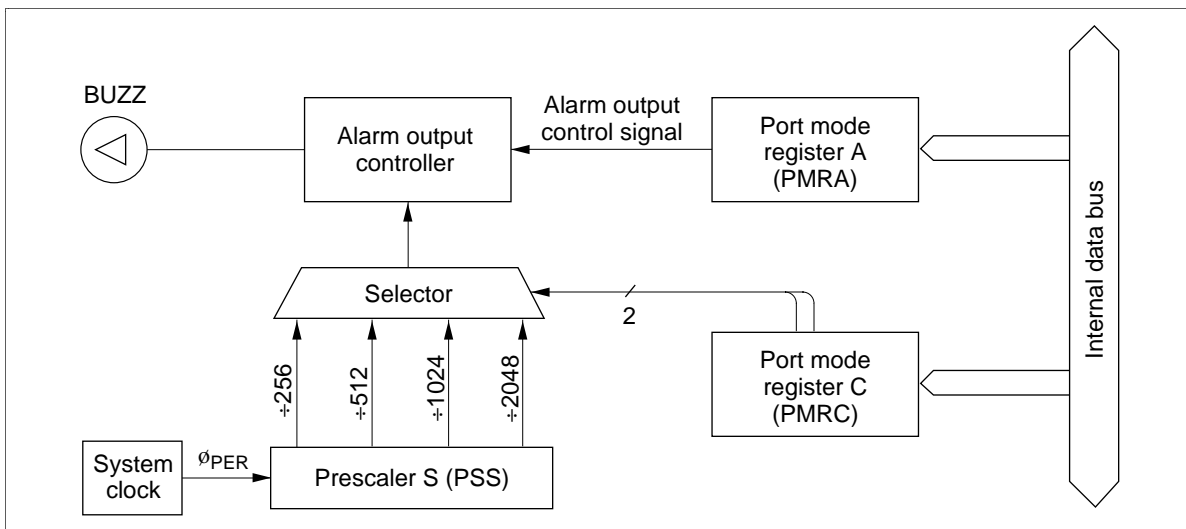 BUZZ
Alarm output
controller
Alarm output
control signal
Port mode
register A
(PMRA)
Internal data bus
Selector
2
Port mode
register C
(PMRC)
÷256
÷512
÷1024
÷2048
System
clock
øPER
Prescaler S (PSS)